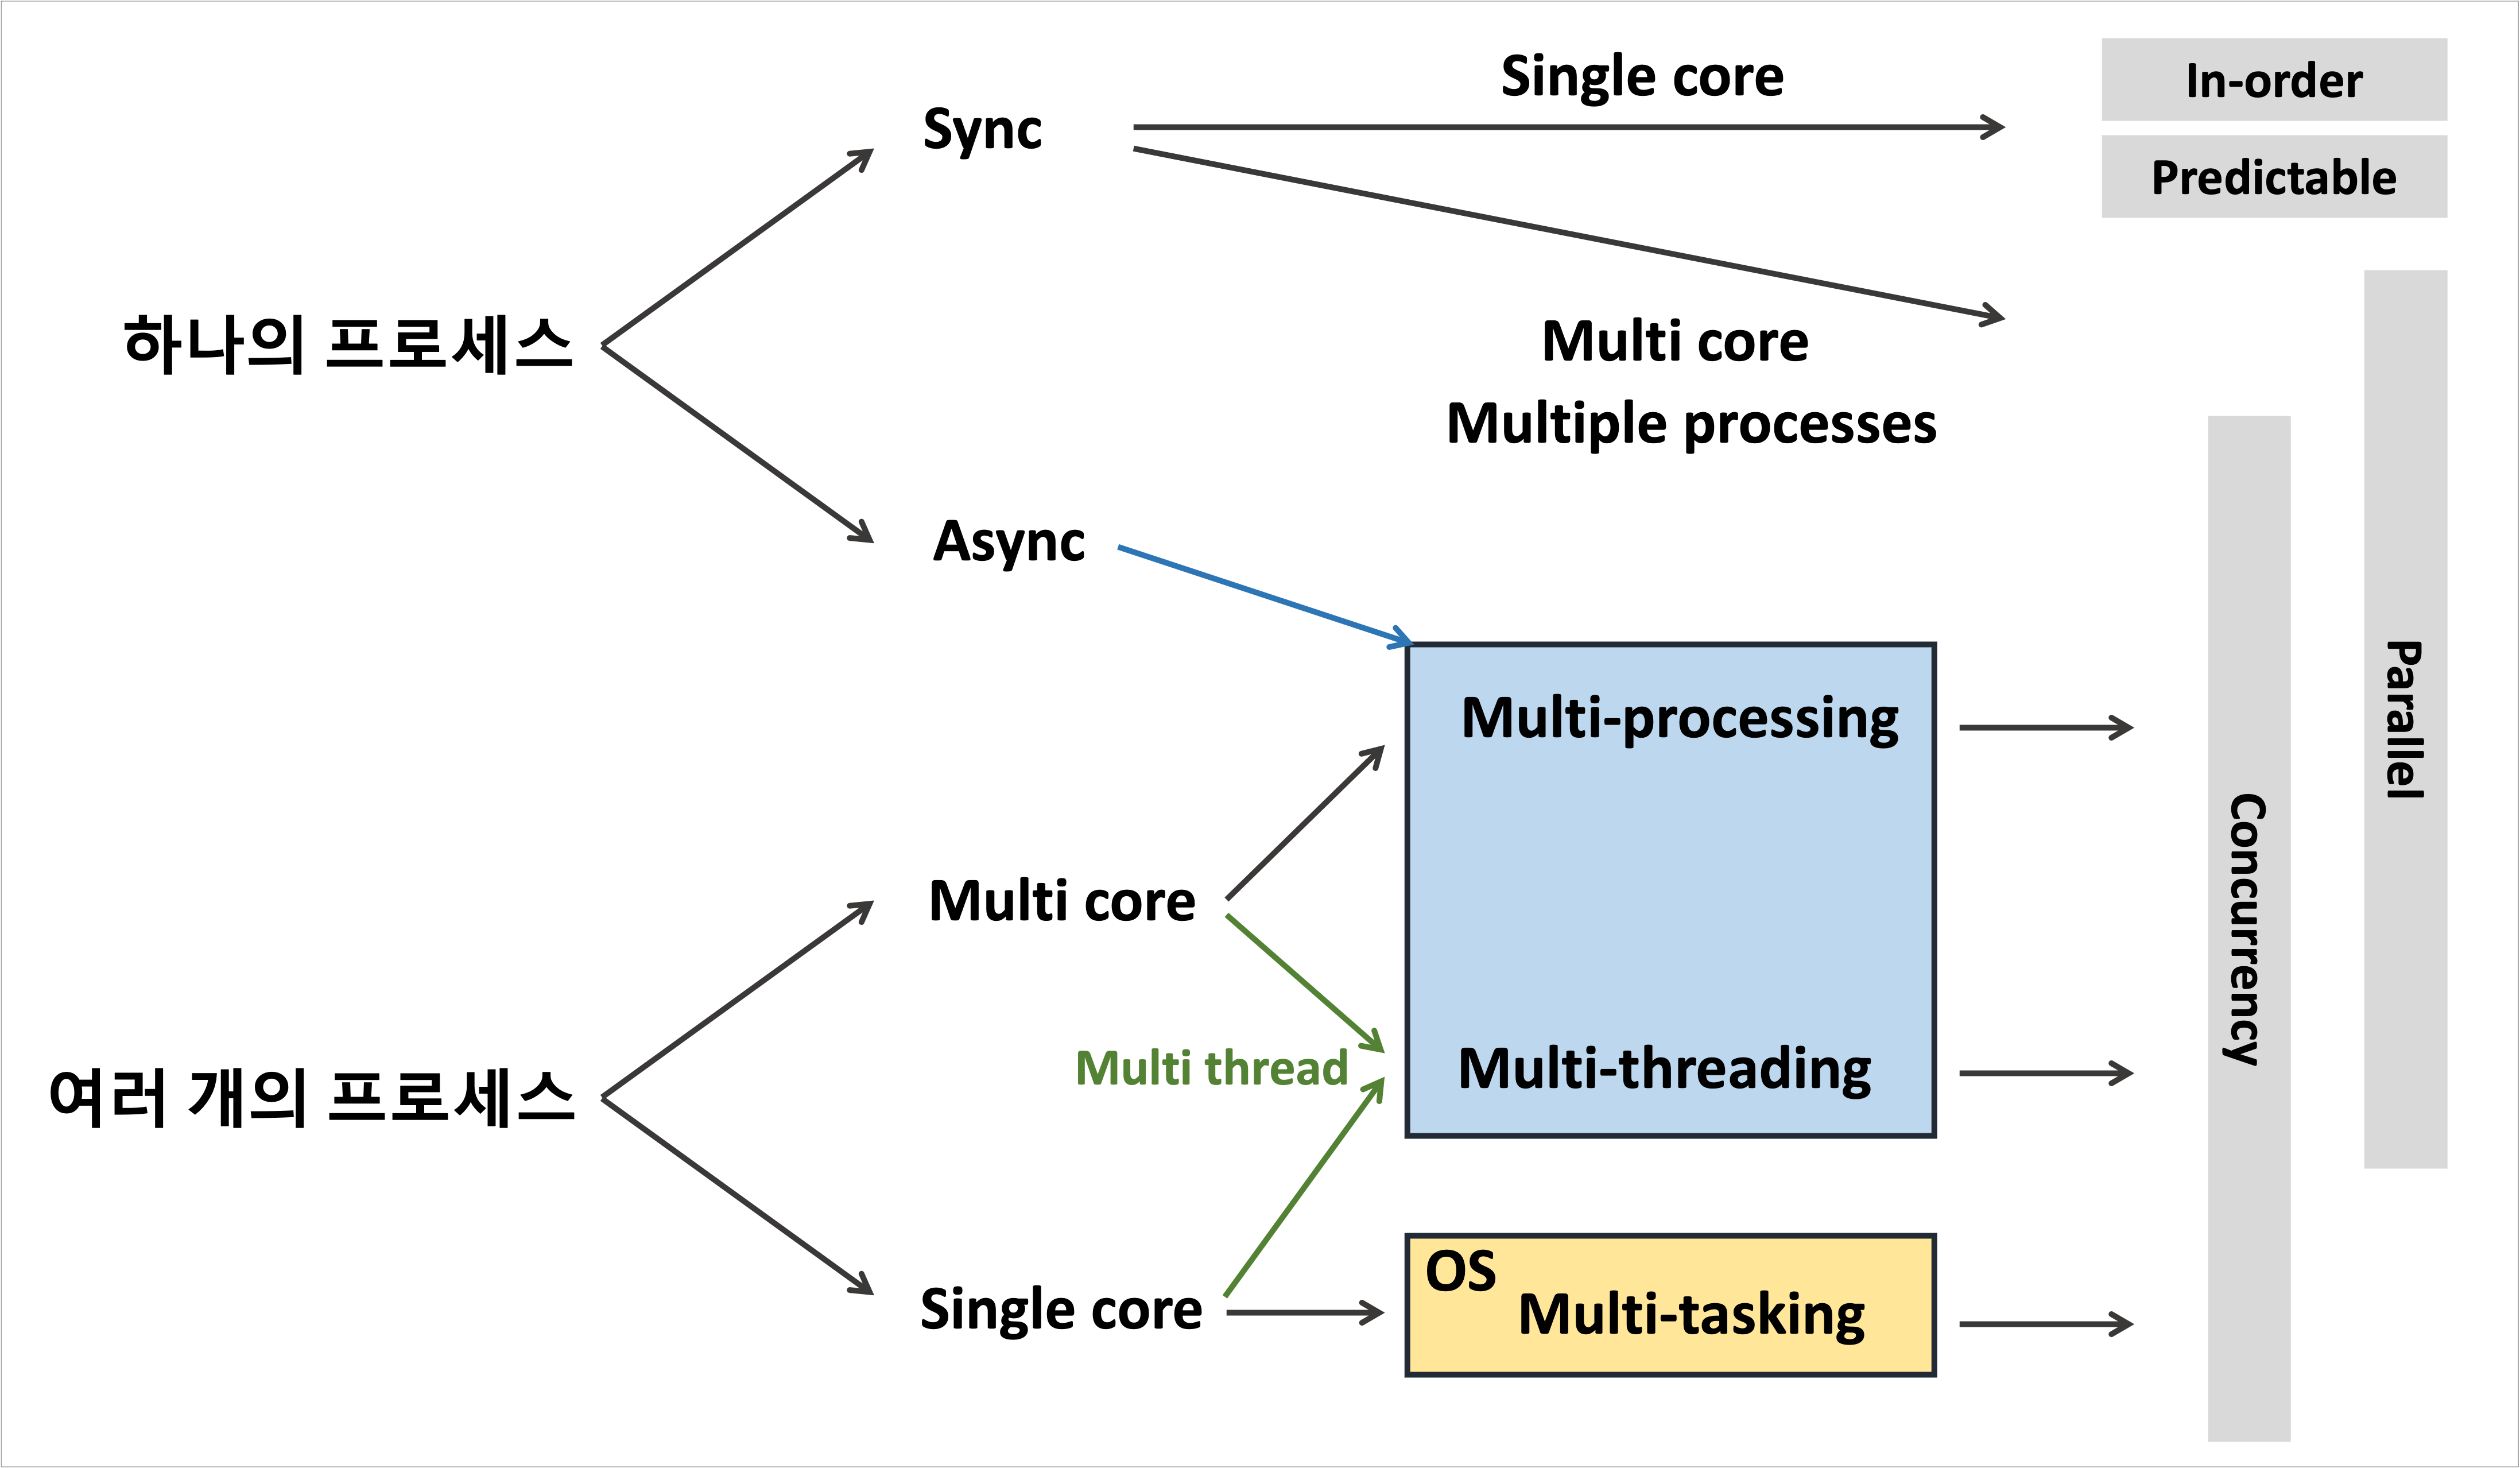 Single core
In-order
Sync
Predictable
하나의 프로세스
Multi core
Multiple processes
Async
Parallel
Multi-processing
Concurrency
Multi core
여러 개의 프로세스
Multi thread
Multi-threading
OS
Single core
Multi-tasking